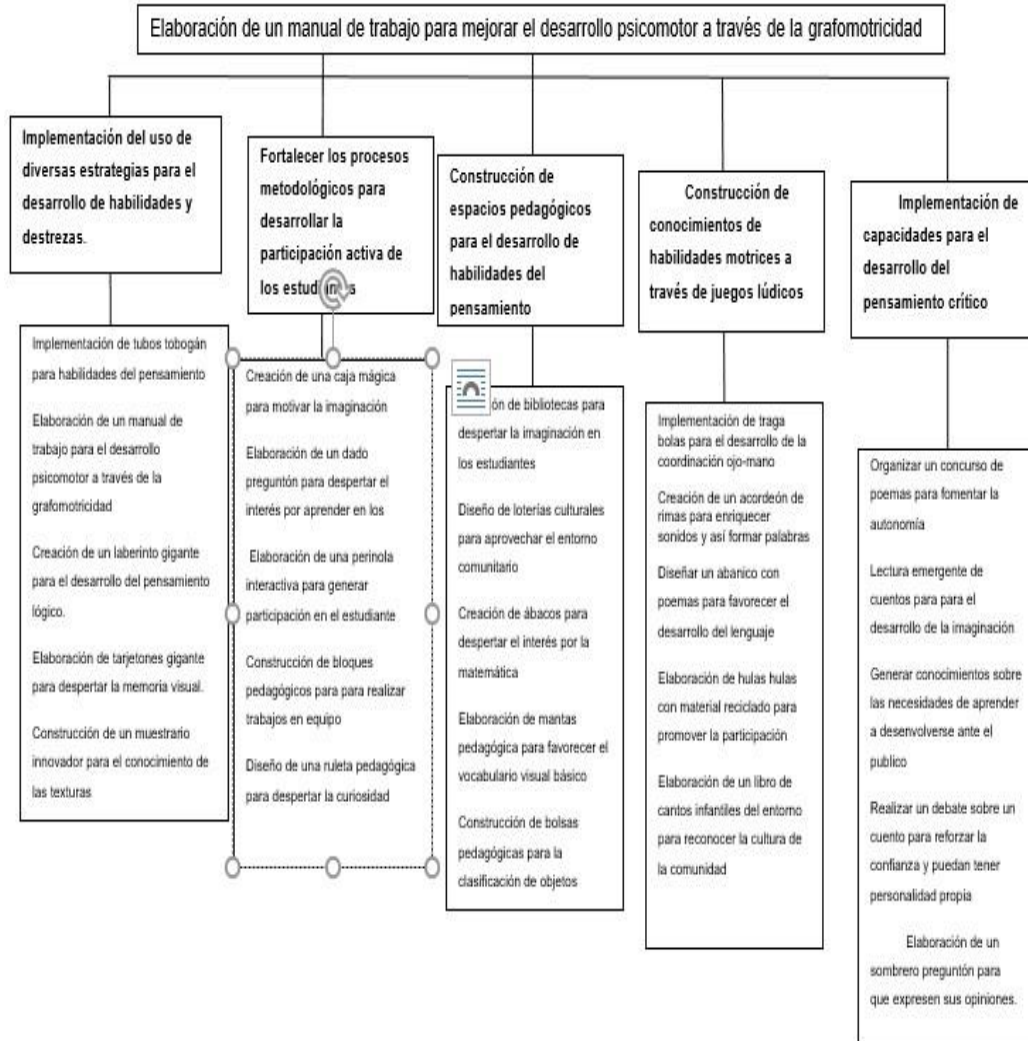 Elaboración de un manual de trabajo para mejorar el desarrollo psicomotor a través de la grafomotricidad
Implementación del uso de
diversas estrategias para el
desarrollo de habilidades y
destrezas.
Implementación de tubos tobogán
para habilidades del pensamiento
Elaboración de un manual de
trabajo para el desarrollo
psicomotor a través de la
grafomotricidad
Creación de un laberinto gigante
para el desarrollo del pensamiento
lógico.
Elaboración de tarjetones gigante
para despertar la memoria visual.
Construcción de un muestrario
innovador para el conocimiento de
las texturas
Fortalecer los procesos
metodológicos para
desarrollar la
participación activa de
los
Creación de una caja mágica
para motivar la imaginación
Elaboración de un dado
preguntón para despertar el
interés por aprender en los
Elaboración de una perinola
interactiva para generar
participación en el estudiante
Construcción de bloques
pedagógicos para para realizar
trabajos en equipo
Diseño de una ruleta pedagógica
para despertar la curiosidad
Construcción de
espacios pedagógicos
para el desarrollo de
habilidades del
pensamiento
de bibliotecas para
despertar la imaginación en
los estudiantes
Diseño de loterías culturales
para aprovechar el entorno
comunitario
Creación de ábacos para
despertar el interés por la
matemática
Elaboración de mantas
pedagógica para favorecer el
vocabulario visual básico
Construcción de bolsas
pedagógicas para la
clasificación de objetos
Construcción de
conocimientos de
habilidades motrices a
través de juegos lúdicos
Implementación de traga
bolas para el desarrollo de la
coordinación ojo-mano
Creación de un acordeón de
rimas para enriquecer
sonidos y así formar palabras
Diseñar un abanico con
poemas para favorecer el
desarrollo del lenguaje
Elaboración de hulas hulas
con material reciclado para
promover la participación
Elaboración de un libro de
cantos infantiles del entorno
para reconocer la cultura de
la comunidad
Implementación de
capacidades para el
desarrollo del
pensamiento crítico
Organizar un concurso de
poemas para fomentar la
autonomía
Lectura emergente de
cuentos para para el
desarrollo de la imaginación
Generar conocimientos sobre
las necesidades de aprender
a desenvolverse ante el
publico
Realizar un debate sobre un
cuento para reforzar la
confianza y puedan tener
personalidad propia
Elaboración de un
sombrero preguntón para
que expresen sus opiniones.